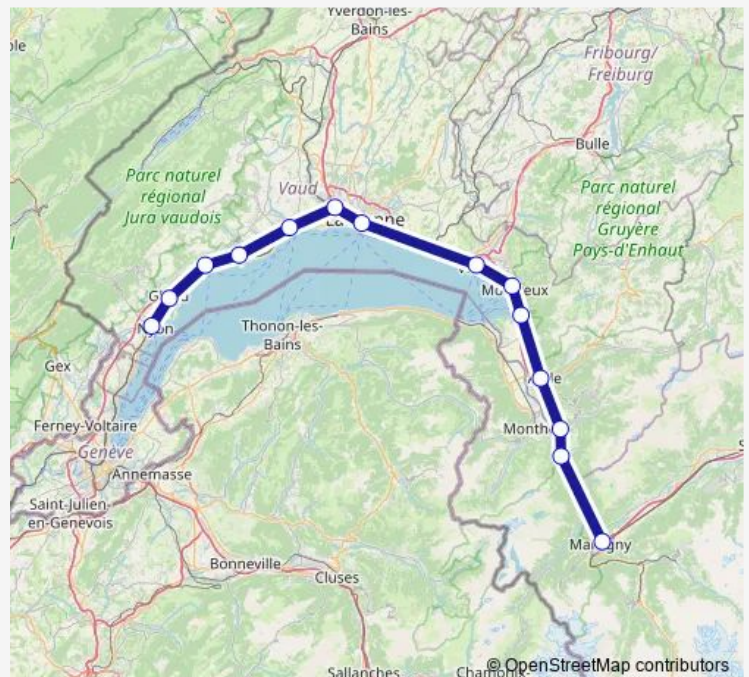 Yverdon-les-
Bains
Fribourg/
Freiburg
Bulle
Parc naturel
régional
Jura vaudois
Vaud
Parc naturel
régional
Gruyère
Pays-d'Enhaut
Thonon-les-
Bains
Gex
Ferney-Voltaire
Genève
Annemasse
Saint-Julien-
en-Genevois
Bonneville
Cluses
Sallanches
© OpenStreetMap contributors